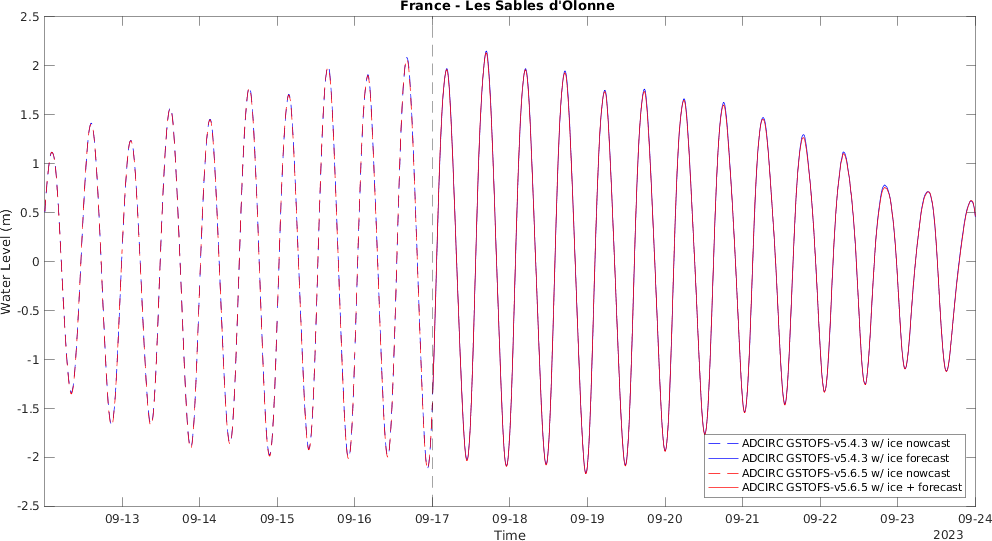 France - Les Sables d'Olonne
2.5
2
1.5
1
0.5
0
-0.5
-1
-1.5
-2
-2.5
Water Level (m)
09-13 09-14 09-15 09-16 09-17 09-18 09-19 09-20 09-21 09-22 09-23 09-24
Time
2023
ADCIRC GSTOFS-v5.4.3 w/ ice nowcast
ADCIRC GSTOFS-v5.4.3 w/ ice forecast
ADCIRC GSTOFS-v5.6.5 w/ ice nowcast
ADCIRC GSTOFS-v5.6.5 w/ ice + forecast